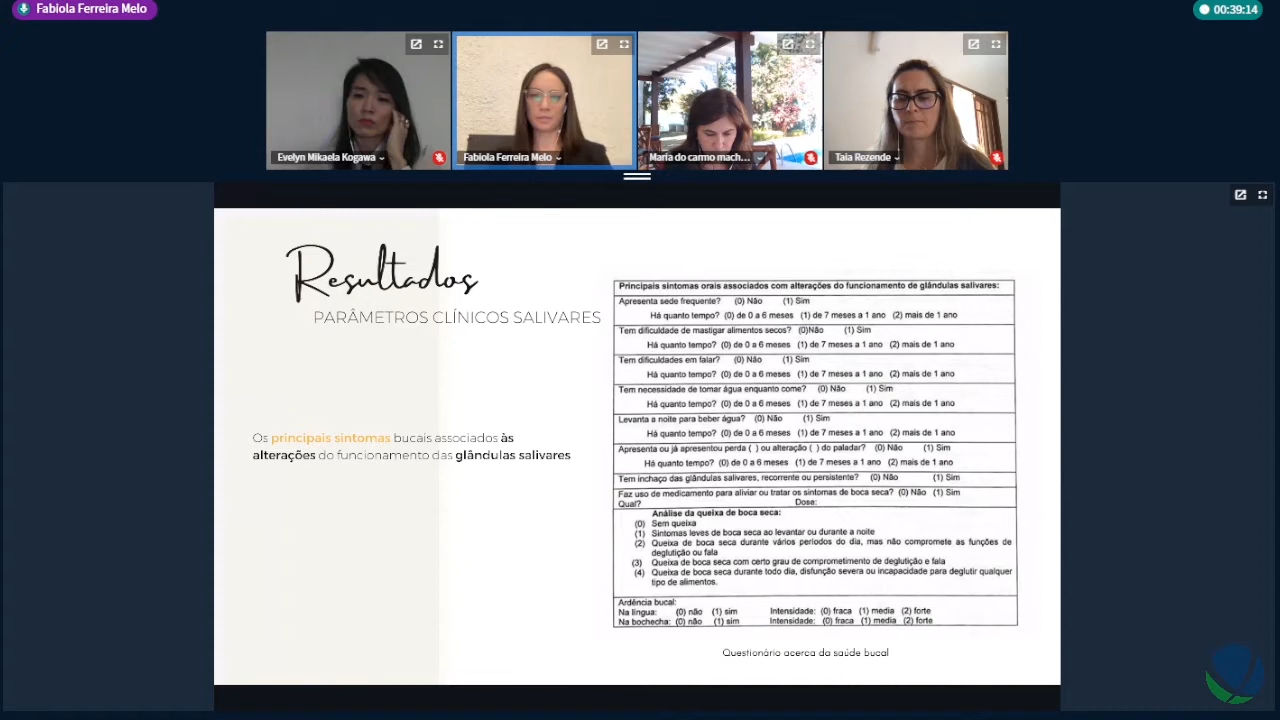 Fabiola Ferreira Melo
00:39:14
Evelyn Mikaela Kogawa
Fabiola Ferreira Melo
Maria do carmo mach...
Taia Rezende
Resultados
PARÂMETROS CLÍNICOS SALIVARES
Os principais sintomas bucais associados às
alterações do funcionamento das glândulas salivares
Principais sintomas orais associados com alterações do funcionamento de glândulas salivares:
Apresenta sede frequente? (0) Não (1) Sim
Há quanto tempo? (0) de 0 a 6 meses (1) de 7 meses a 1 ano (2) mais de 1 ano
Tem dificuldade de mastigar alimentos secos? (0)Não (1) Sim
Há quanto tempo? (0) de 0 a 6 meses (1) de 7 meses a 1 ano (2) mais de 1 ano
Tem dificuldades em falar? (0) Não (1) Sim
Há quanto tempo? (0) de 0 a 6 meses (1) de 7 meses a 1 ano (2) mais de 1 ano
Tem necessidade de tomar água enquanto come? (0) Não (1) Sim
Há quanto tempo? (0) de 0 a 6 meses (1) de 7 meses a 1 ano (2) mais de 1 ano
Levanta a noite para beber água? (0) Não (1) Sim
Há quanto tempo? (0) de 0 a 6 meses (1) de 7 meses a 1 ano (2) mais de 1 ano
Apresenta ou já apresentou perda ( ) ou alteração ( ) do paladar? (0) Não (1) Sim
Há quanto tempo? (0) de 0 a 6 meses (1) de 7 meses a 1 ano (2) mais de 1 ano
Tem inchaço das glândulas salivares, recorrente ou persistente? (0) Não (1) Sim
Faz uso de medicamento para aliviar ou tratar os sintomas de boca seca? (0) Não (1) Sim
Qual? Dose:
Análise da queixa de boca seca:
(0) Sem queixa
(1) Sintomas leves de boca seca ao levantar ou durante a noite
(2) Queixa de boca seca durante vários períodos do dia, mas não compromete as funções de
deglutição ou fala
(3) Queixa de boca seca com certo grau de comprometimento de deglutição e fala
(4) Queixa de boca seca durante todo dia, disfunção severa ou incapacidade para deglutir qualquer
tipo de alimentos.
Ardência bucal:
Na língua: (0) não (1) sim Intensidade: (0) fraca (1) media (2) forte
Na bochecha: (0) não (1) sim Intensidade: (0) fraca (1) media (2) forte
Questionário acerca da saúde bucal